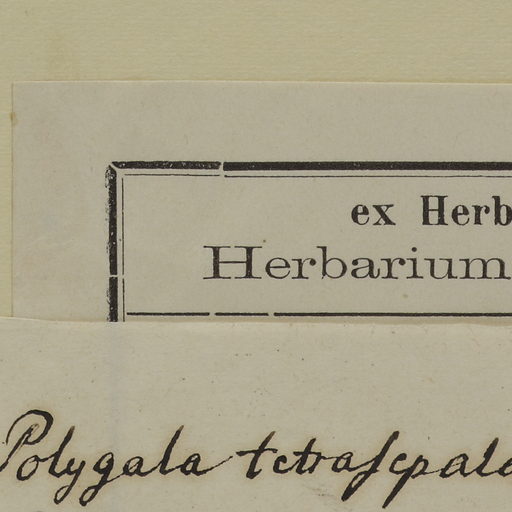 ex Herb
Herbarium
Polygala tetrasepala